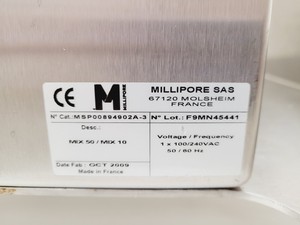 CE
MILLIPORE
MILLIPORE SAS
67120 MOLSHEIM
FRANCE
N° Cat.: MSP00894902A-3
N° Lot.: F9MN45441
Desc.:
MIX 50 / MIX 10
Voltage / Frequency
1 x 100/240VAC
50 / 60 Hz.
Date Fab : OCT 2009
Made in France